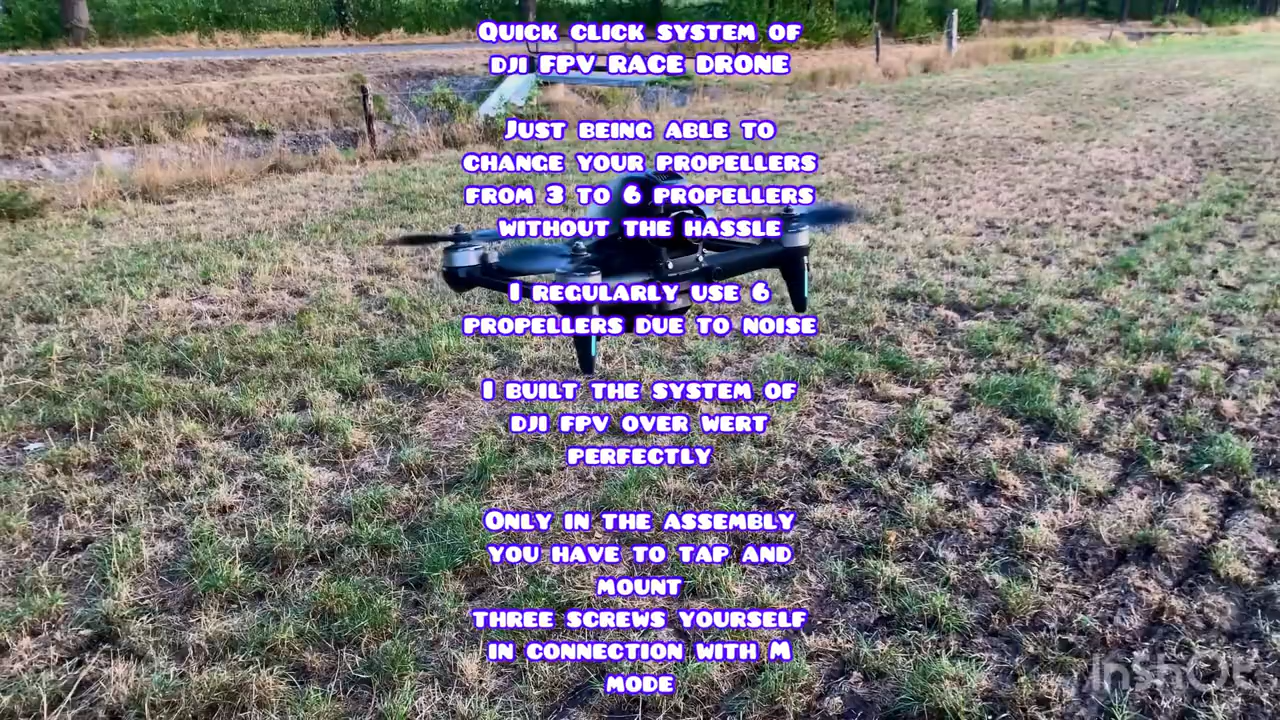 Quick click system of
dji FPV RACE DRONE
Just being able to
change your propellers
from 3 to 6 propellers
without the hassle
I regularly use 6
propellers due to noise
I built the system of
dji fpv over wert
perfectly
Only in the assembly
you have to tap and
mount
three screws yourself
in connection with M
mode
InShOt